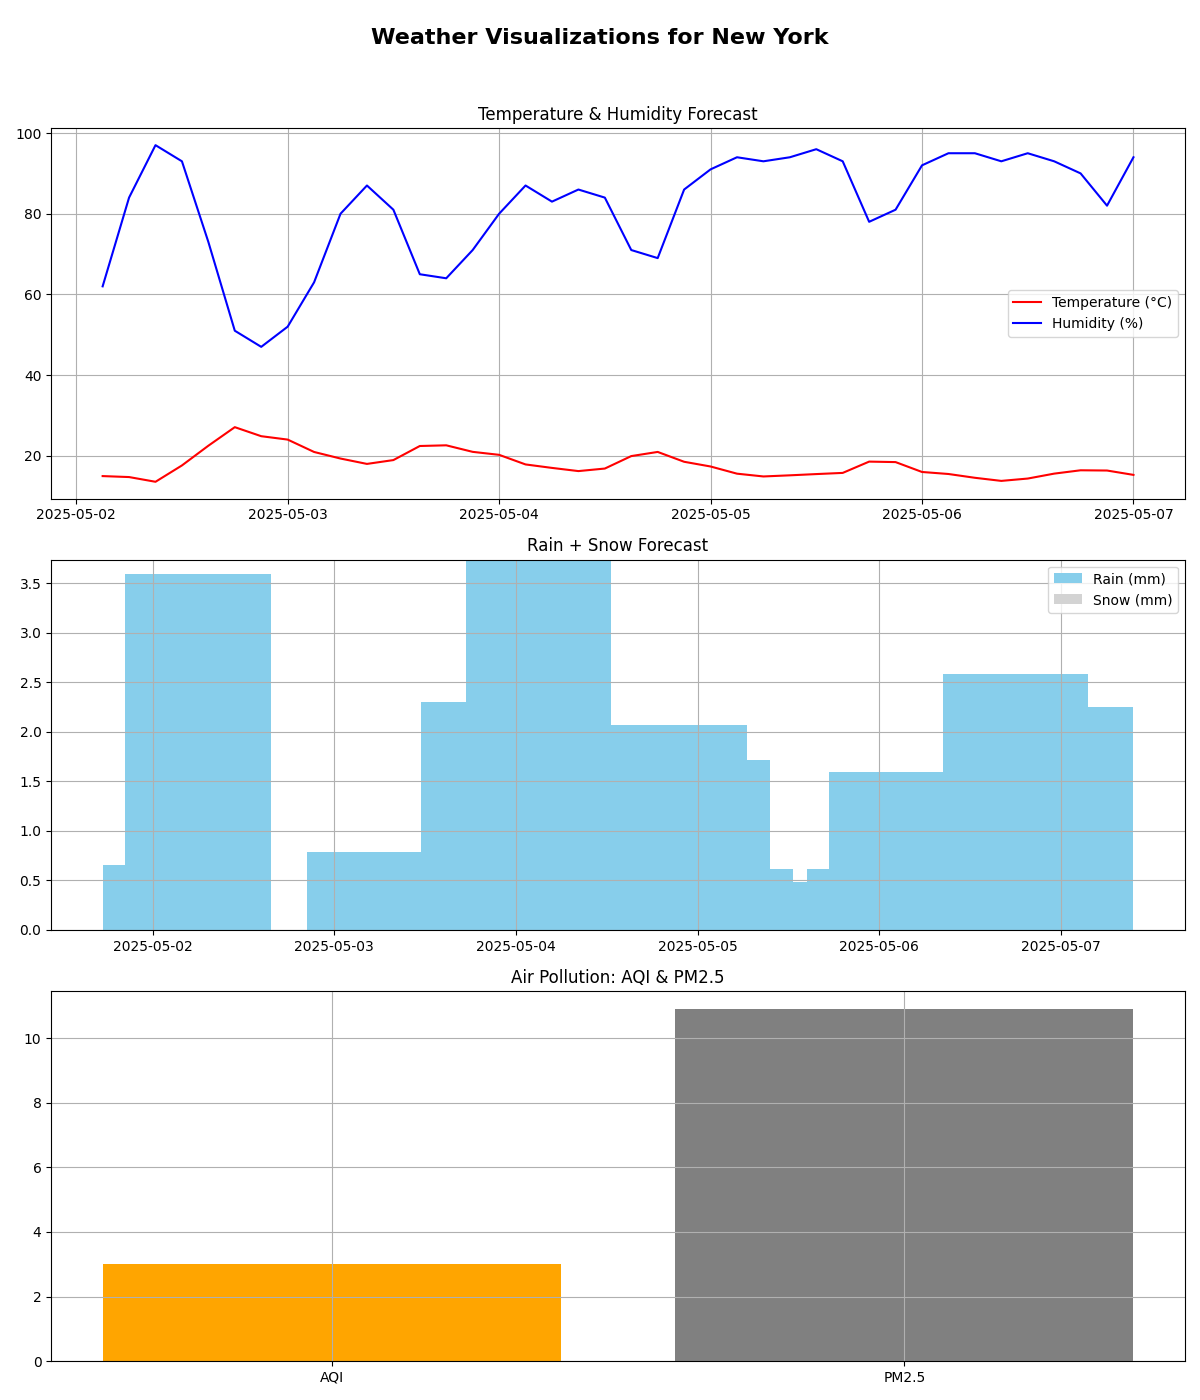 Weather Visualizations for New York
Temperature & Humidity Forecast
100
80
60
40
20
Temperature (°C)
Humidity (%)
2025-05-02 2025-05-03 2025-05-04 2025-05-05 2025-05-06 2025-05-07
Rain + Snow Forecast
3.5
3.0
2.5
2.0
1.5
1.0
0.5
0.0
Rain (mm)
Snow (mm)
2025-05-02 2025-05-03 2025-05-04 2025-05-05 2025-05-06 2025-05-07
Air Pollution: AQI & PM2.5
10
8
6
4
2
0
AQI PM2.5